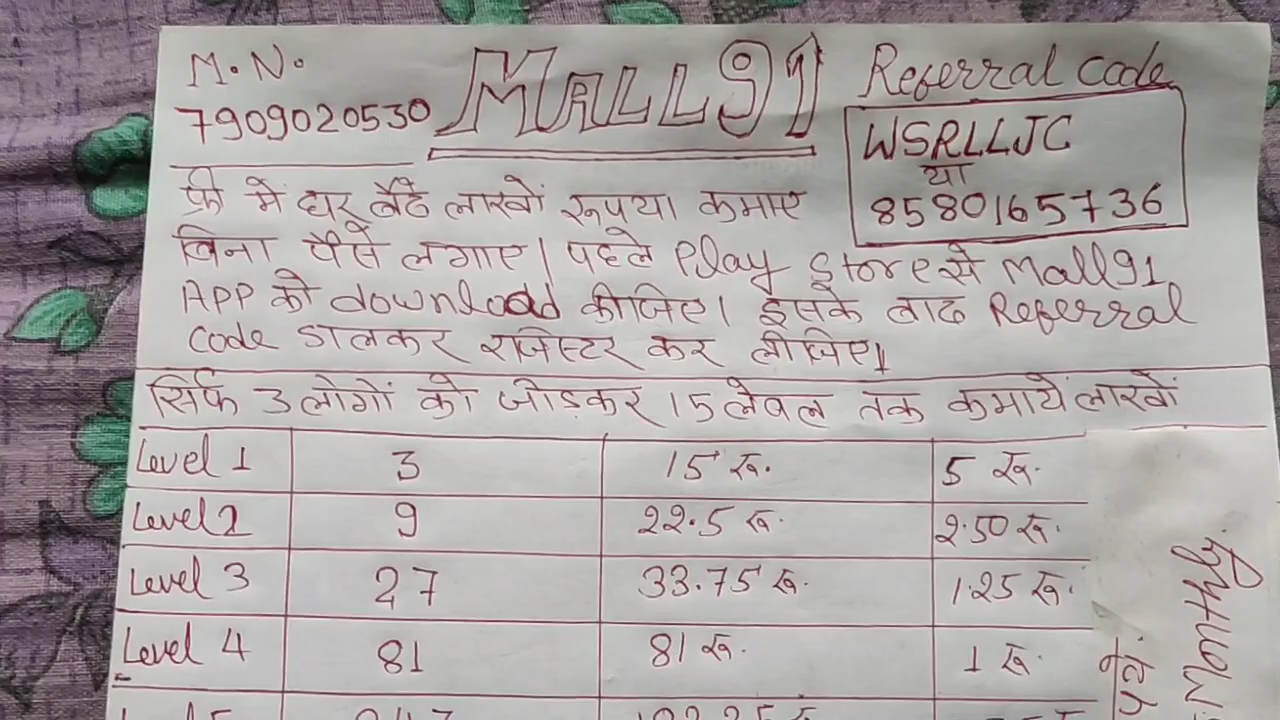 M.N.
7909020530
MALL91
Referral Code
WSRLLJC
या
8580165736
फ्री में घर बैठे लाखों रूपया कमाए
बिना पैसे लगाए। पहले Play Store से Mall91
APP को download कीजिए। इसके बाद Referral
Code डालकर रजिस्टर कर लीजिए।
सिर्फ 3 लोगों को जोड़कर 15 लेवल तक कमायें लाखों
Level 1 3 15 रू. 5 रू.
Level 2 9 22.5 रू. 2.50 रू.
Level 3 27 33.75 रू. 1.25 रू.
Level 4 81 81 रू. 1 रू.
Monthly